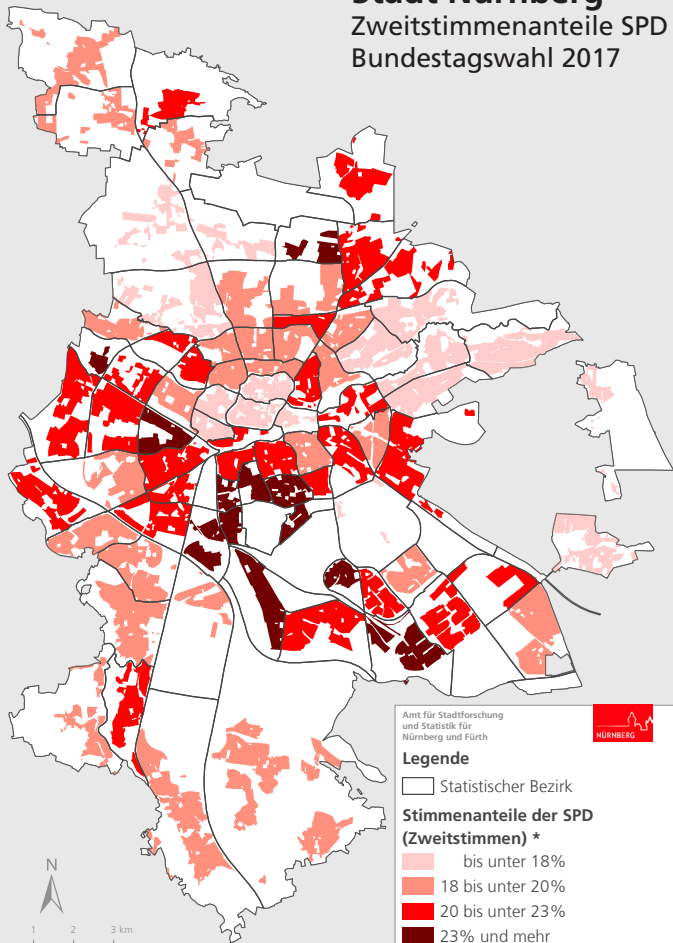 Stadt Nürnberg
Zweitstimmenanteile SPD
Bundestagswahl 2017
Amt für Stadtforschung
und Statistik für
Nürnberg und Fürth
NÜRNBERG
Legende
Statistischer Bezirk
Stimmenanteile der SPD
(Zweitstimmen) *
bis unter 18%
18 bis unter 20%
20 bis unter 23%
23% und mehr
N
1 2 3 km